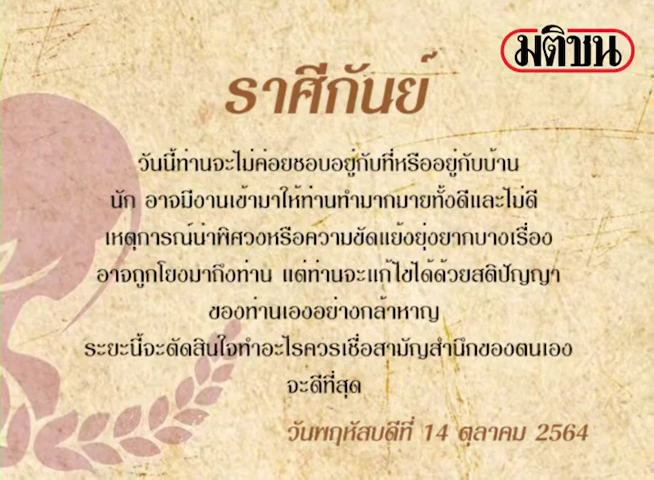 มติชน
ราศีกันย์
วันนี้ท่านจะไม่ค่อยชอบอยู่กับที่หรืออยู่กับบ้าน
นัก อาจมีงานเข้ามาให้ท่านทำมากมายทั้งดีและไม่ดี
เหตุการณ์น่าพิศวงหรือความขัดแย้งยุ่งยากบางเรื่อง
อาจถูกโยงมาถึงท่าน แต่ท่านจะแก้ไขได้ด้วยสติปัญญา
ของท่านเองอย่างกล้าหาญ
ระยะนี้จะตัดสินใจทำอะไรควรเชื่อสามัญสำนึกของตนเอง
จะดีที่สุด
วันพฤหัสบดีที่ 14 ตุลาคม 2564